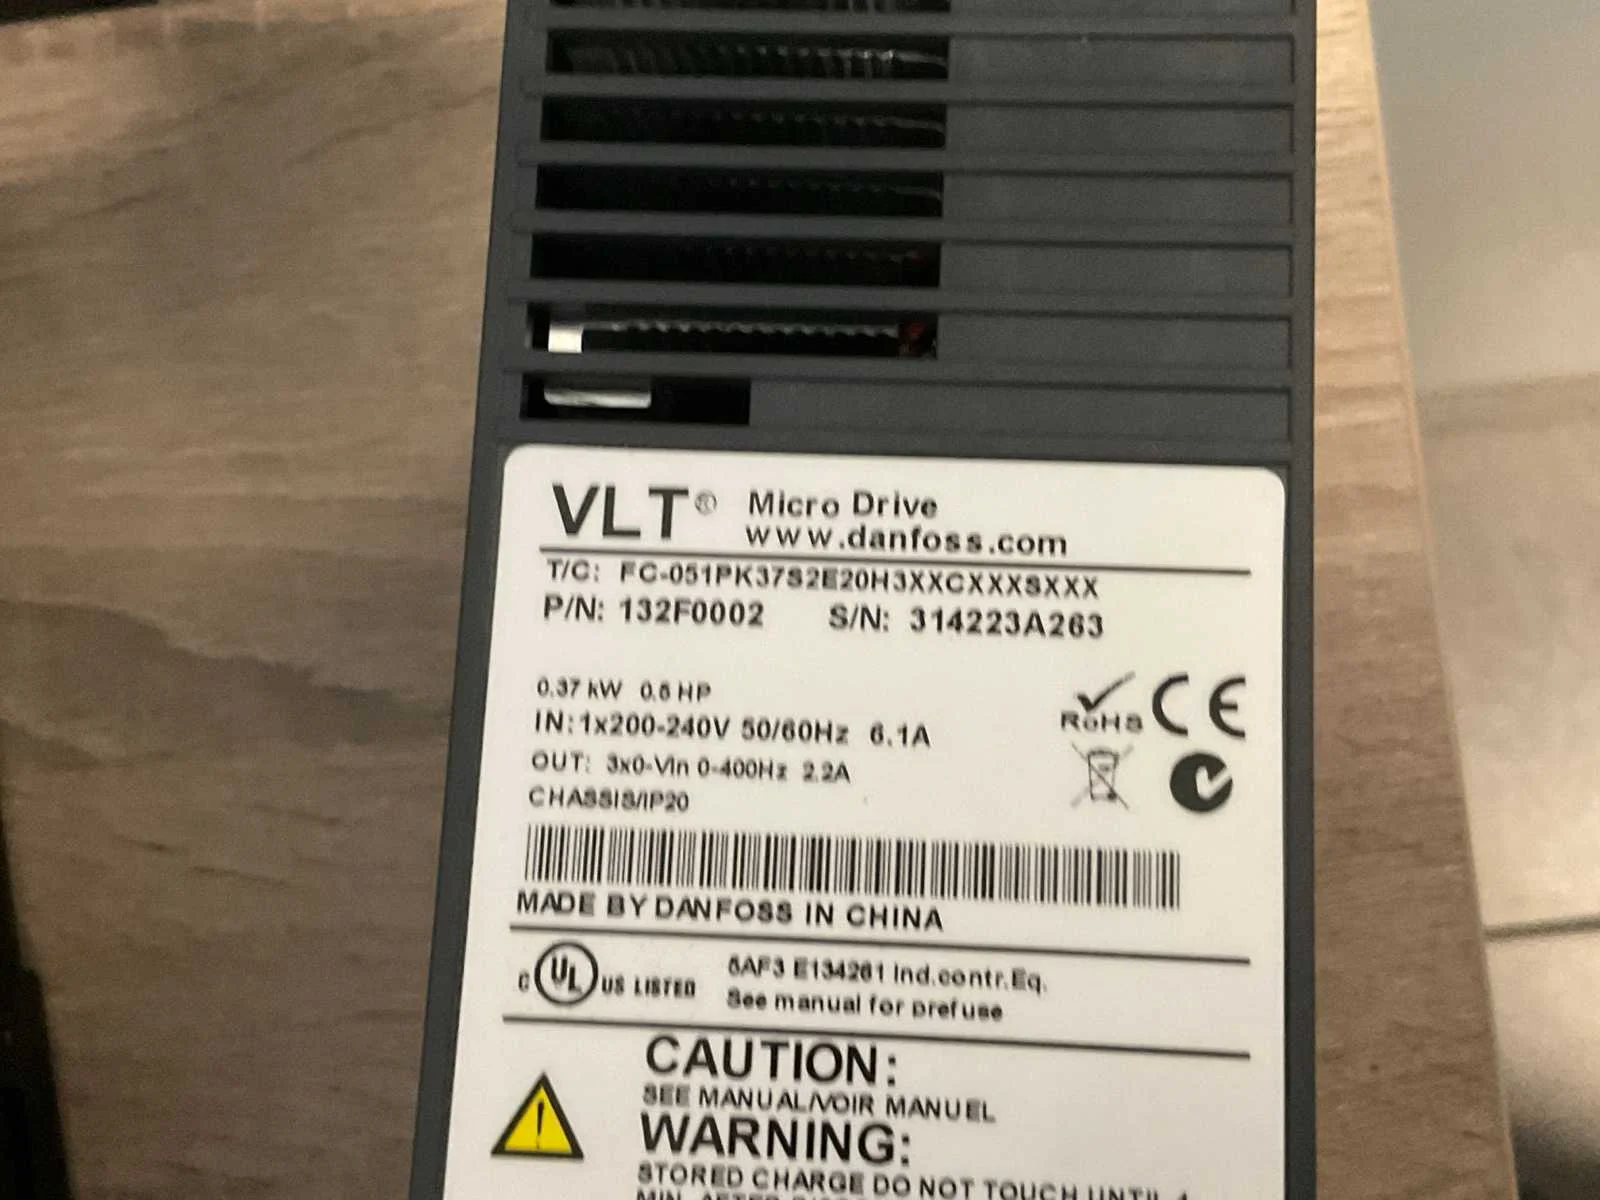 VLT® Micro Drive
www.danfoss.com
T/C: FC-051PK37S2E20H3XXCXXXSXXX
P/N: 132F0002 S/N: 314223A263
0.37 kW 0.5 HP
IN: 1x200-240V 50/60Hz 6.1A
OUT: 3x0-Vin 0-400Hz 2.2A
CHASSIS/IP20
RoHS CE
MADE BY DANFOSS IN CHINA
C UL US LISTED
5AF3 E134261 Ind.contr.Eq.
See manual for prefuse
CAUTION:
SEE MANUAL/VOIR MANUEL
WARNING:
STORED CHARGE DO NOT TOUCH UNTIL 4
MIN. AFTER